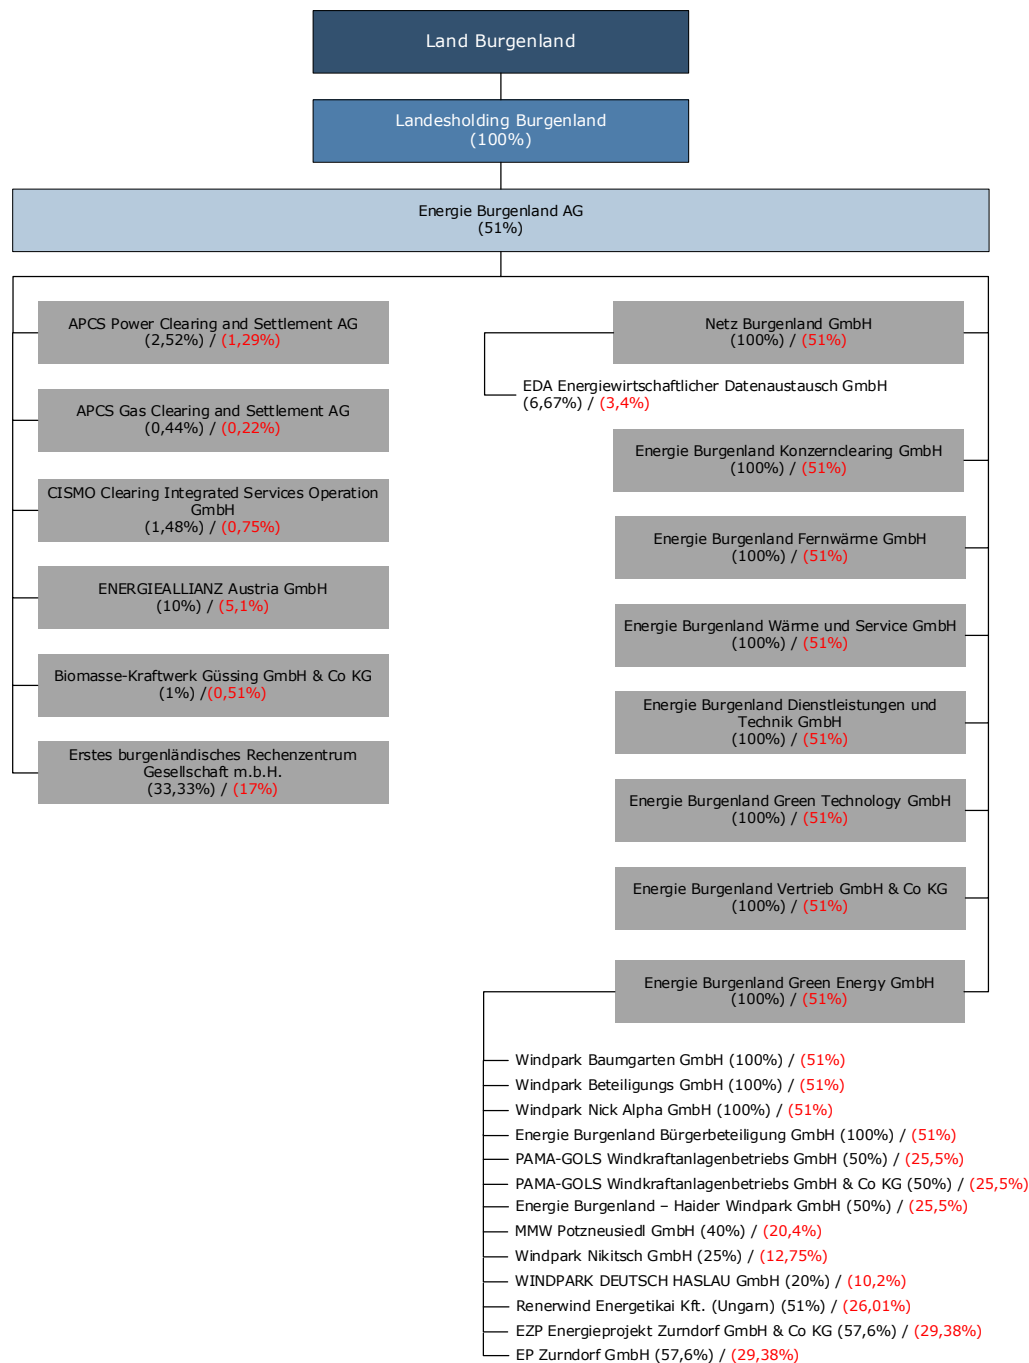 Land Burgenland
Landesholding Burgenland
(100%)
Energie Burgenland AG
(51%)
APCS Power Clearing and Settlement AG
(2,52%) / (1,29%)
APCS Gas Clearing and Settlement AG
(0,44%) / (0,22%)
CISMO Clearing Integrated Services Operation
GmbH
(1,48%) / (0,75%)
ENERGIEALLIANZ Austria GmbH
(10%) / (5,1%)
Biomasse-Kraftwerk Güssing GmbH & Co KG
(1%) /(0,51%)
Erstes burgenländisches Rechenzentrum
Gesellschaft m.b.H.
(33,33%) / (17%)
Netz Burgenland GmbH
(100%) / (51%)
EDA Energiewirtschaftlicher Datenaustausch GmbH
(6,67%) / (3,4%)
Energie Burgenland Konzernclearing GmbH
(100%) / (51%)
Energie Burgenland Fernwärme GmbH
(100%) / (51%)
Energie Burgenland Wärme und Service GmbH
(100%) / (51%)
Energie Burgenland Dienstleistungen und
Technik GmbH
(100%) / (51%)
Energie Burgenland Green Technology GmbH
(100%) / (51%)
Energie Burgenland Vertrieb GmbH & Co KG
(100%) / (51%)
Energie Burgenland Green Energy GmbH
(100%) / (51%)
Windpark Baumgarten GmbH (100%) / (51%)
Windpark Beteiligungs GmbH (100%) / (51%)
Windpark Nick Alpha GmbH (100%) / (51%)
Energie Burgenland Bürgerbeteiligung GmbH (100%) / (51%)
PAMA-GOLS Windkraftanlagenbetriebs GmbH (50%) / (25,5%)
PAMA-GOLS Windkraftanlagenbetriebs GmbH & Co KG (50%) / (25,5%)
Energie Burgenland – Haider Windpark GmbH (50%) / (25,5%)
MMW Potzneusiedl GmbH (40%) / (20,4%)
Windpark Nikitsch GmbH (25%) / (12,75%)
WINDPARK DEUTSCH HASLAU GmbH (20%) / (10,2%)
Renerwind Energetikai Kft. (Ungarn) (51%) / (26,01%)
EZP Energieprojekt Zurndorf GmbH & Co KG (57,6%) / (29,38%)
EP Zurndorf GmbH (57,6%) / (29,38%)